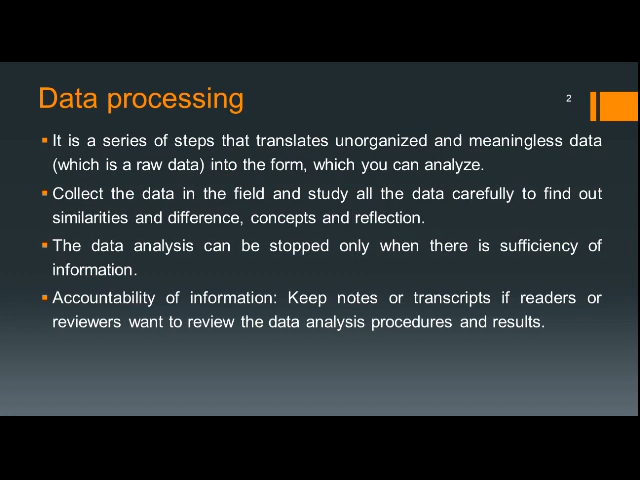 Data processing
2
▪ It is a series of steps that translates unorganized and meaningless data
(which is a raw data) into the form, which you can analyze.
▪ Collect the data in the field and study all the data carefully to find out
similarities and difference, concepts and reflection.
▪ The data analysis can be stopped only when there is sufficiency of
information.
▪ Accountability of information: Keep notes or transcripts if readers or
reviewers want to review the data analysis procedures and results.